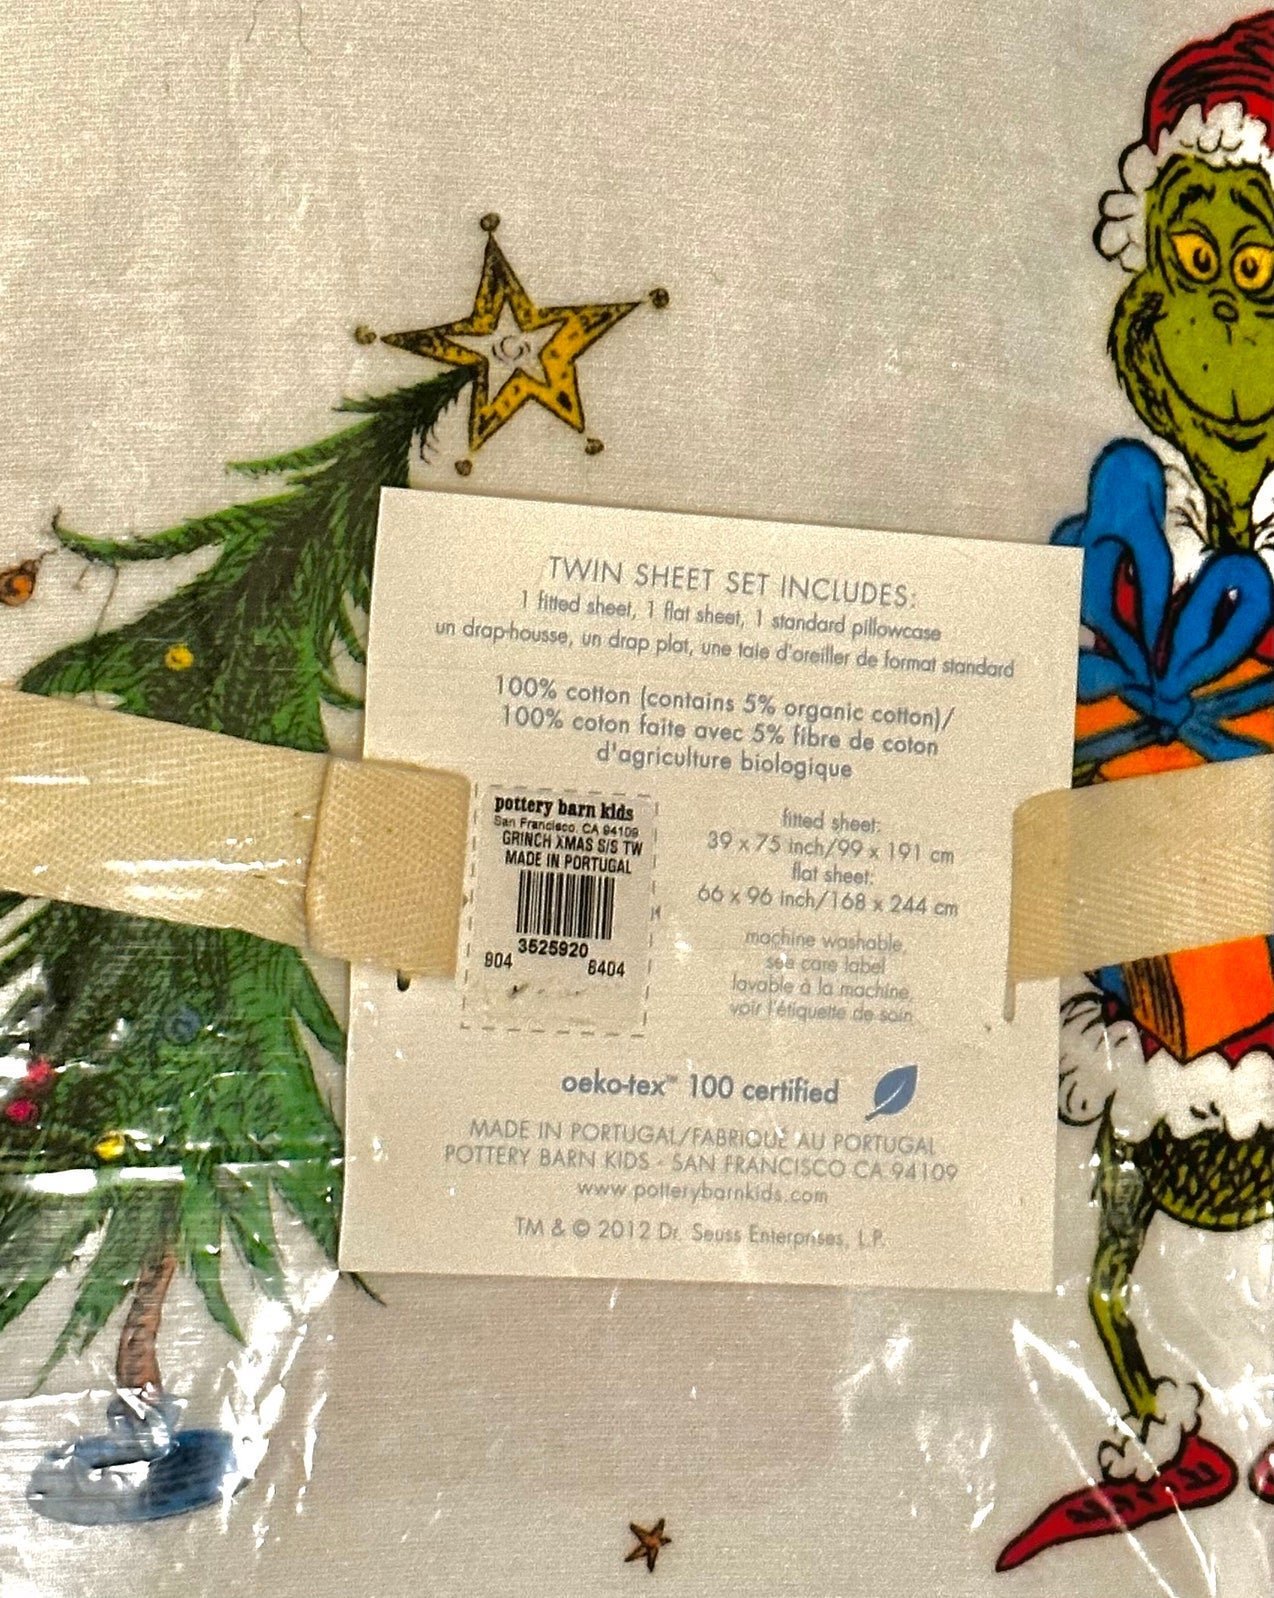 TWIN SHEET SET INCLUDES:
1 fitted sheet, 1 flat sheet, 1 standard pillowcase
un drap-housse, un drap plat, une taie d'oreiller de format standard
100% cotton (contains 5% organic cotton)/
100% coton faite avec 5% fibre de coton
d'agriculture biologique
pottery barn kids
San Francisco, CA 94109
GRINCH XMAS S/S TW
MADE IN PORTUGAL
3525920
904
8404
fitted sheet:
39 x 75 inch/99 x 191 cm
flat sheet:
66 x 96 inch/168 x 244 cm
machine washable,
see care label
lavable à la machine,
voir l'étiquette de soin
oeko-tex™ 100 certified
MADE IN PORTUGAL/FABRIQUÉ AU PORTUGAL
POTTERY BARN KIDS - SAN FRANCISCO CA 94109
www.potterybarnkids.com
TM & © 2012 Dr. Seuss Enterprises, L.P.